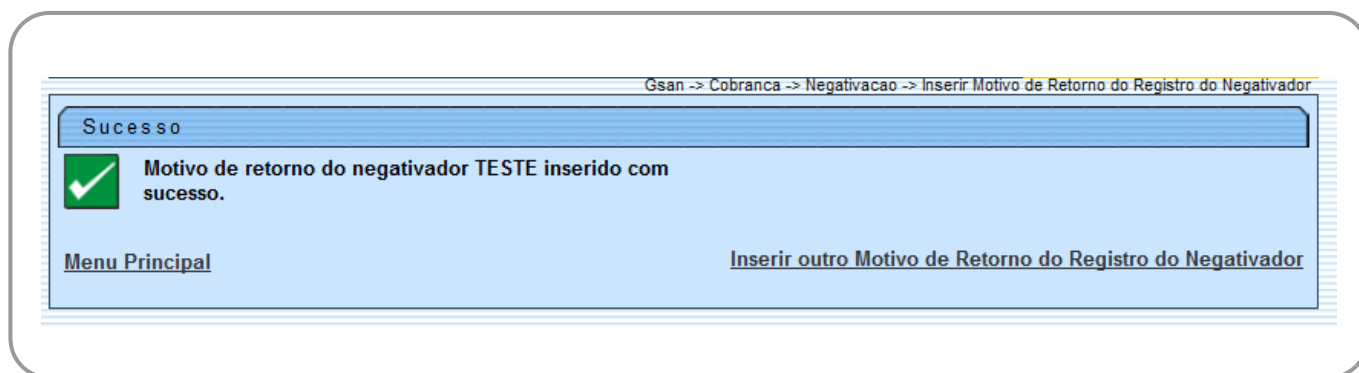 Gsan -> Cobranca -> Negativacao -> Inserir Motivo de Retorno do Registro do Negativador
Sucesso
Motivo de retorno do negativador TESTE inserido com
sucesso.
Menu Principal
Inserir outro Motivo de Retorno do Registro do Negativador